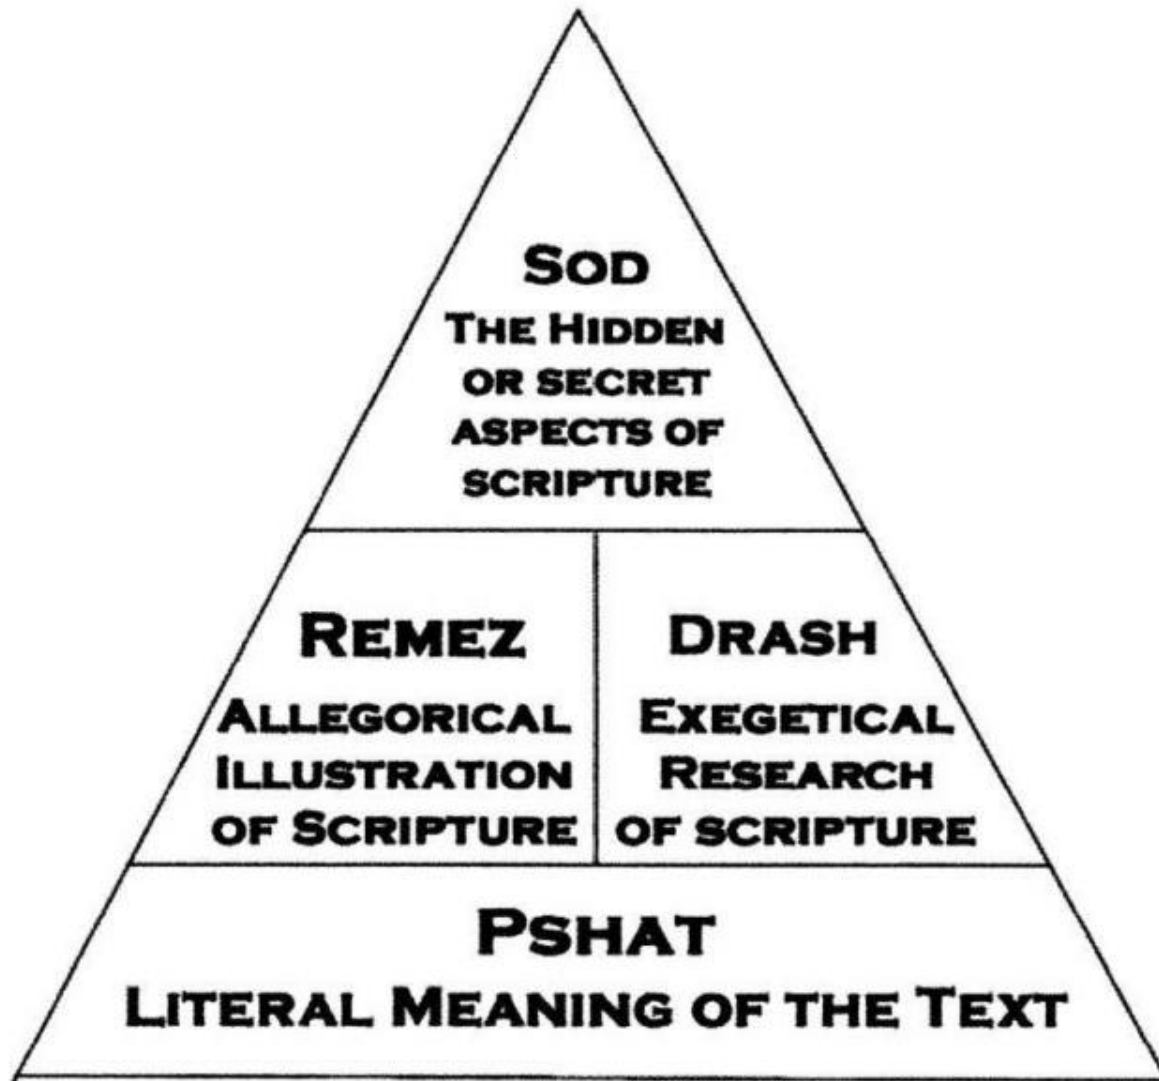 SOD
THE HIDDEN
OR SECRET
ASPECTS OF
SCRIPTURE
REMEZ
ALLEGORICAL
ILLUSTRATION
OF SCRIPTURE
DRASH
EXEGETICAL
RESEARCH
OF SCRIPTURE
PSHAT
LITERAL MEANING OF THE TEXT